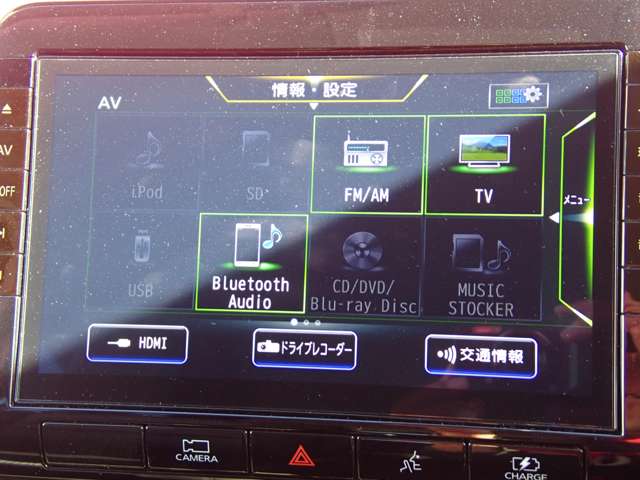 情報・設定
AV
iPod
SD
FM/AM
TV
メニュー
USB
Bluetooth
Audio
CD/DVD/
Blu-ray Disc
MUSIC
STOCKER
HDMI
ドライブレコーダー
交通情報
AV
OFF
CAMERA
CHARGE